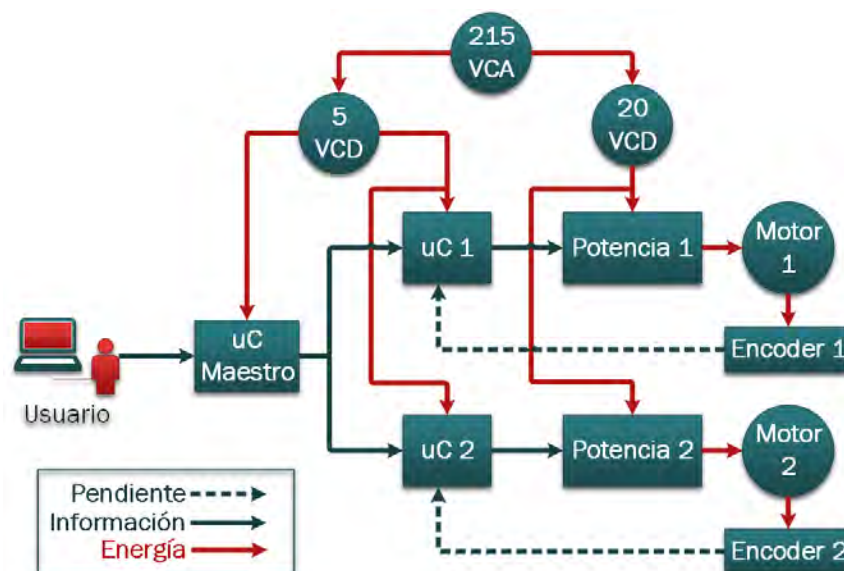 215
VCA
5
VCD
20
VCD
uC 1
Potencia 1
Motor
1
uC
Maestro
Encoder 1
Usuario
uC 2
Potencia 2
Motor
2
Pendiente
Información
Energía
Encoder 2